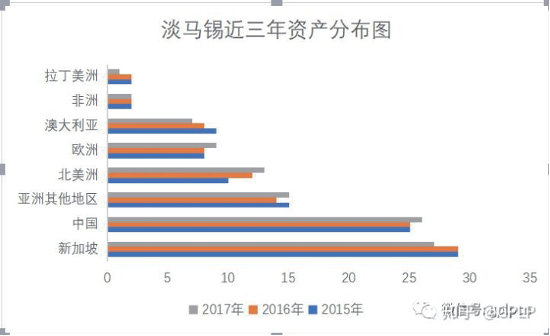 淡马锡近三年资产分布图
拉丁美洲
非洲
澳大利亚
欧洲
北美洲
亚洲其他地区
中国
新加坡
0 5 10 15 20 25 30 35
2017年 2016年 2015年